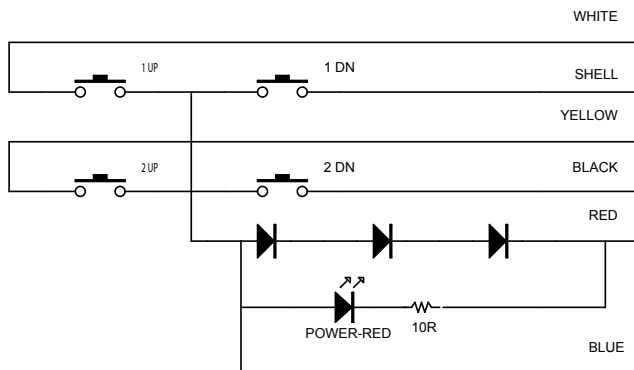 WHITE
1 UP
1 DN
SHELL
YELLOW
2 UP
2 DN
BLACK
RED
POWER-RED
10R
BLUE